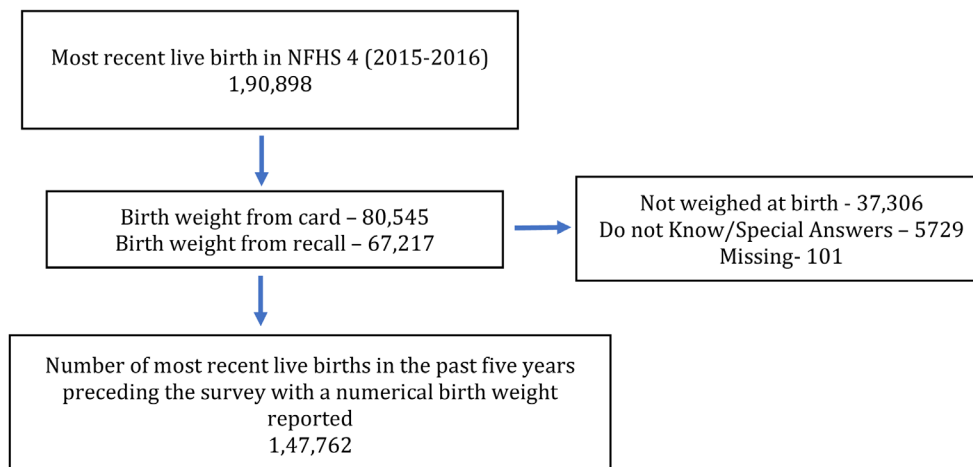 Most recent live birth in NFHS 4 (2015-2016)
1,90,898
Birth weight from card – 80,545
Birth weight from recall – 67,217
Not weighed at birth - 37,306
Do not Know/Special Answers – 5729
Missing- 101
Number of most recent live births in the past five years
preceding the survey with a numerical birth weight
reported
1,47,762